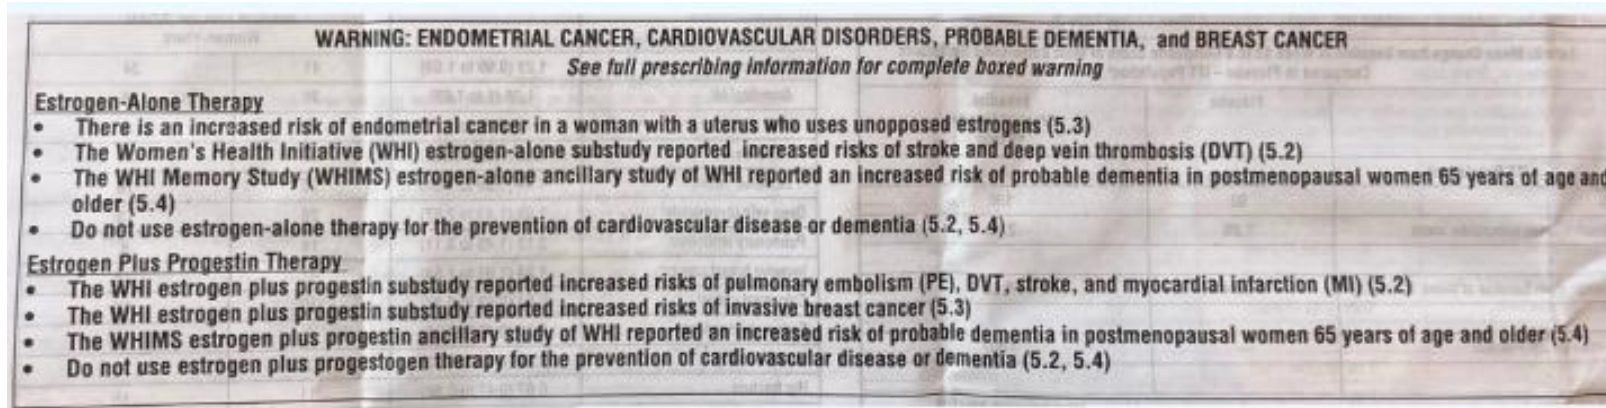 WARNING: ENDOMETRIAL CANCER, CARDIOVASCULAR DISORDERS, PROBABLE DEMENTIA, and BREAST CANCER
See full prescribing information for complete boxed warning
Estrogen-Alone Therapy
• There is an increased risk of endometrial cancer in a woman with a uterus who uses unopposed estrogens (5.3)
• The Women's Health Initiative (WHI) estrogen-alone substudy reported increased risks of stroke and deep vein thrombosis (DVT) (5.2)
• The WHI Memory Study (WHIMS) estrogen-alone ancillary study of WHI reported an increased risk of probable dementia in postmenopausal women 65 years of age and
older (5.4)
• Do not use estrogen-alone therapy for the prevention of cardiovascular disease or dementia (5.2, 5.4)
Estrogen Plus Progestin Therapy
• The WHI estrogen plus progestin substudy reported increased risks of pulmonary embolism (PE), DVT, stroke, and myocardial infarction (MI) (5.2)
• The WHI estrogen plus progestin substudy reported increased risks of invasive breast cancer (5.3)
• The WHIMS estrogen plus progestin ancillary study of WHI reported an increased risk of probable dementia in postmenopausal women 65 years of age and older (5.4)
• Do not use estrogen plus progestogen therapy for the prevention of cardiovascular disease or dementia (5.2, 5.4)